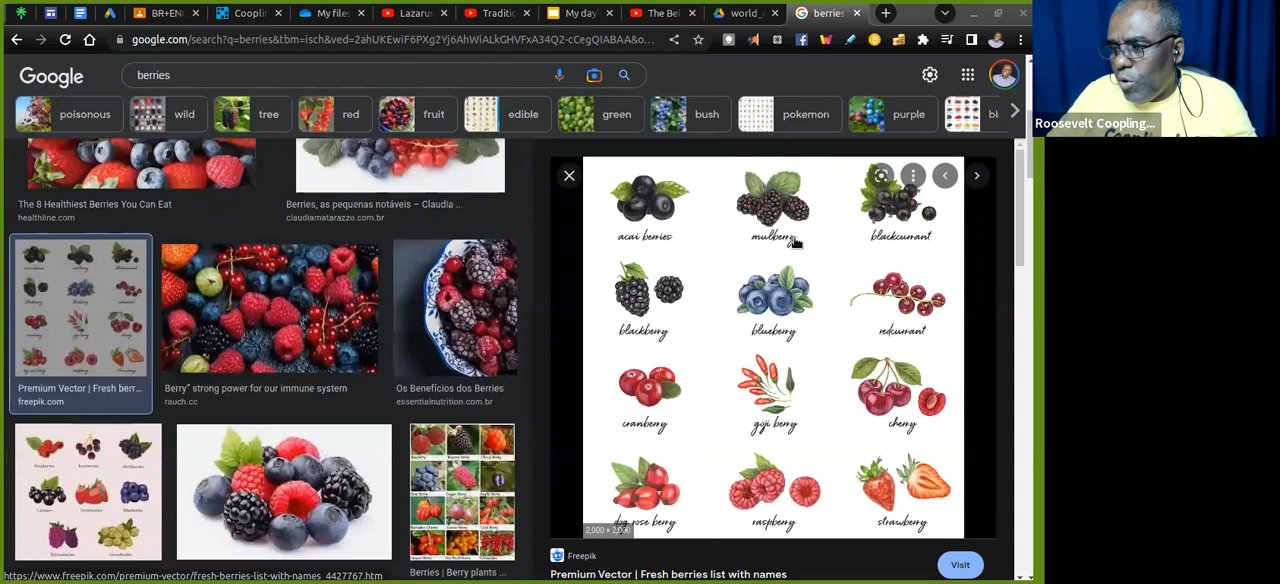 BR+EN
Coopli
My files
Lazaru
Traditi
My day
The Be
world_
berries
google.com/search?q=berries&tbm=isch&ved=2ahUKEwiF6PXg2Yj6AhWiALkGHVFxA34Q2-cCegQIABAA&o...
Google
berries
poisonous
wild
tree
red
fruit
edible
green
bush
pokemon
purple
bl
The 8 Healthiest Berries You Can Eat
healthline.com
Berries, as pequenas notáveis – Claudia ...
claudiamatarazzo.com.br
Premium Vector | Fresh berr...
freepik.com
Berry" strong power for our immune system
rauch.cc
Os Benefícios dos Berries
essentialnutrition.com.br
Berries | Berry plants ...
https://www.freepik.com/premium-vector/fresh-berries-list-with-names_4427767.htm
acai berries
mulberry
blackcurrant
blackberry
blueberry
redcurrant
cranberry
goji berry
cherry
dog rose berry
raspberry
strawberry
2,000 × 2,000
Freepik
Premium Vector | Fresh berries list with names
Visit
Roosevelt Coopling...